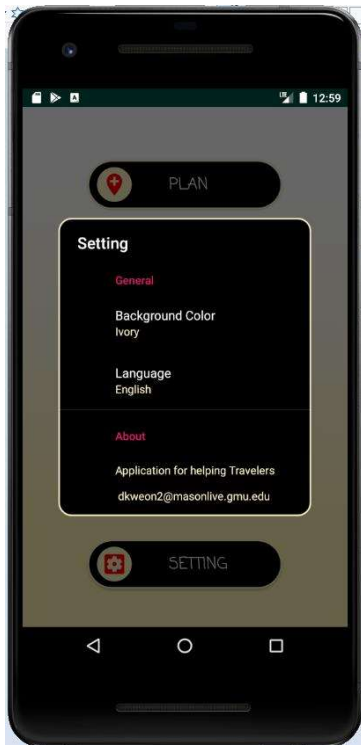 12:59
PLAN
Setting
General
Background Color
Ivory
Language
English
About
Application for helping Travelers
dkweon2@masonlive.gmu.edu
SETTING